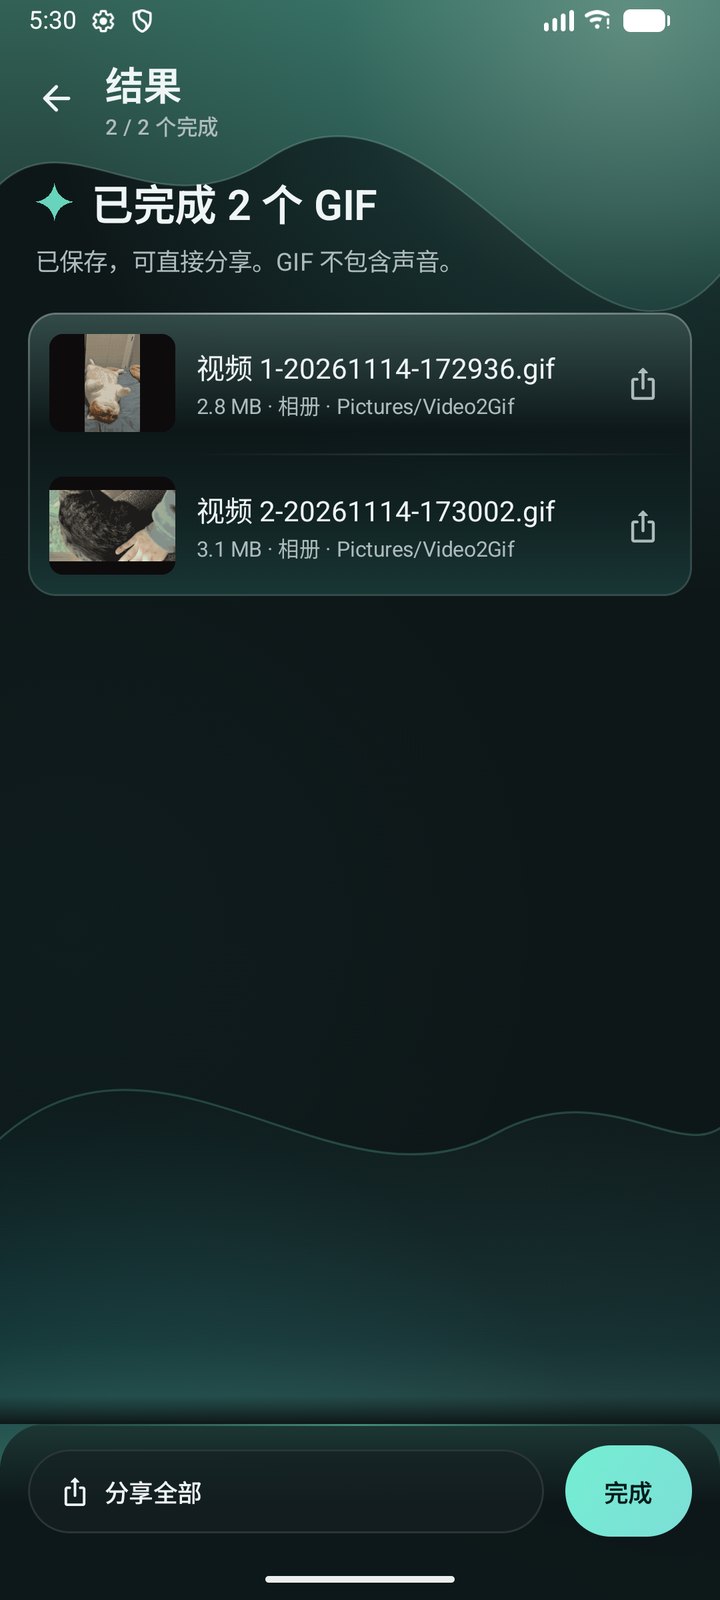 5:30
结果
2 / 2 个完成
已完成 2 个 GIF
已保存，可直接分享。GIF 不包含声音。
视频 1-20261114-172936.gif
2.8 MB · 相册 · Pictures/Video2Gif
视频 2-20261114-173002.gif
3.1 MB · 相册 · Pictures/Video2Gif
分享全部
完成